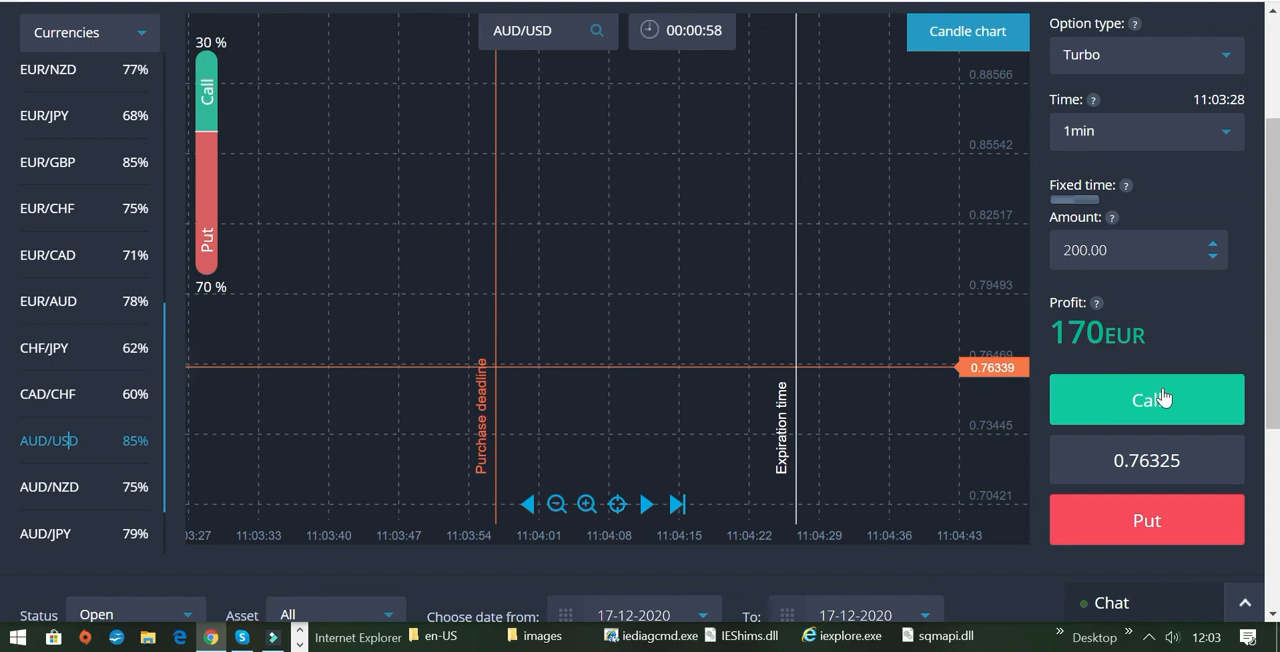 Currencies
EUR/NZD 77%
EUR/JPY 68%
EUR/GBP 85%
EUR/CHF 75%
EUR/CAD 71%
EUR/AUD 78%
CHF/JPY 62%
CAD/CHF 60%
AUD/USD 85%
AUD/NZD 75%
AUD/JPY 79%
30 %
Call
Put
70 %
AUD/USD
00:00:58
Candle chart
0.88566
0.85542
0.82517
0.79493
0.76469
0.76339
0.73445
0.70421
Purchase deadline
Expiration time
3:27 11:03:33 11:03:40 11:03:47 11:03:54 11:04:01 11:04:08 11:04:15 11:04:22 11:04:29 11:04:36 11:04:43
Option type: ?
Turbo
Time: ? 11:03:28
1min
Fixed time: ?
Amount: ?
200.00
Profit: ?
170EUR
Call
0.76325
Put
Status Open Asset All Choose date from: 17-12-2020 To: 17-12-2020
Chat
Internet Explorer en-US images iediagcmd.exe IEShims.dll iexplore.exe sqmapi.dll Desktop 12:03